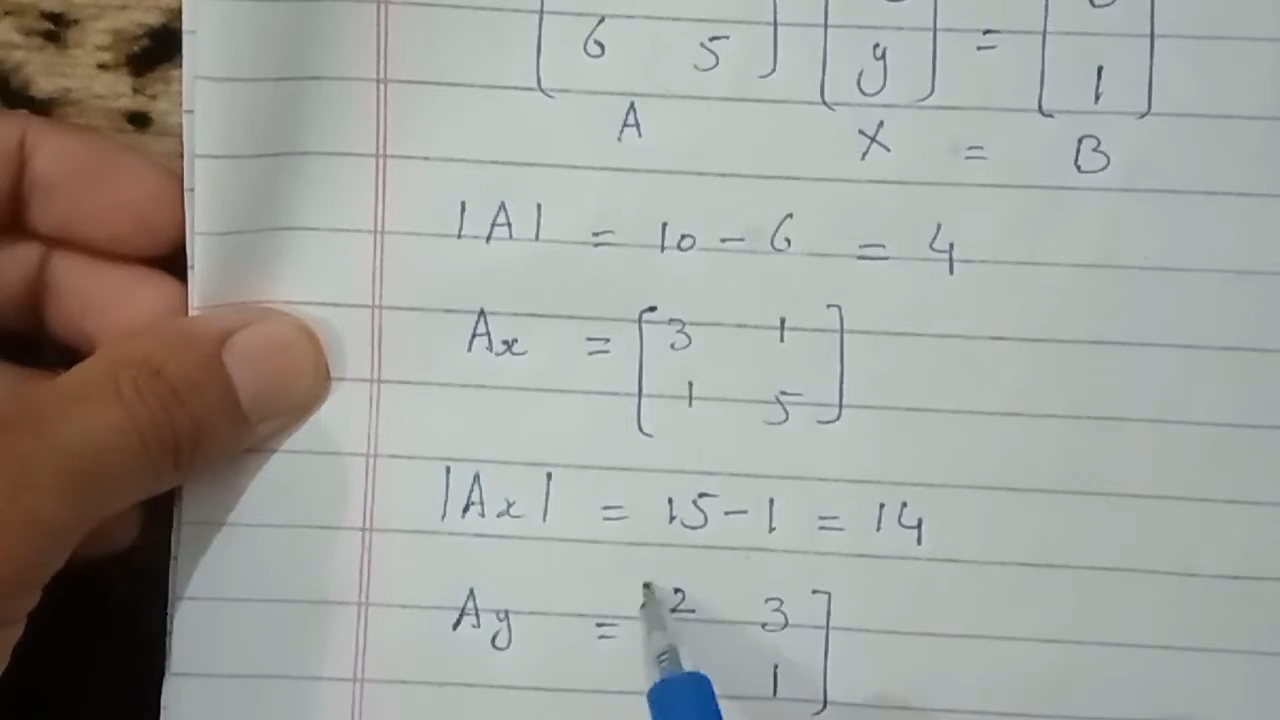 6 5 y = 1
A X = B
|A| = 10 - 6 = 4
Ax = [3 1
1 5]
|Ax| = 15 - 1 = 14
Ay = 2 3
1]